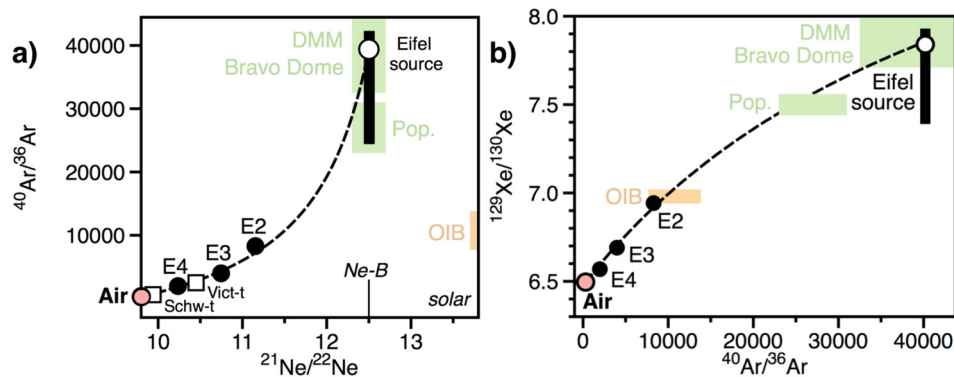 a)
40000
30000
20000
10000
40Ar/36Ar
DMM
Bravo Dome
Eifel
source
Pop.
OIB
E2
E3
E4
Vict-t
Schw-t
Air
Ne-B
solar
10 11 12 13
21Ne/22Ne
b)
8.0
7.5
7.0
6.5
129Xe/130Xe
DMM
Bravo Dome
Eifel
source
Pop.
OIB
E2
E3
E4
Air
0 10000 20000 30000 40000
40Ar/36Ar